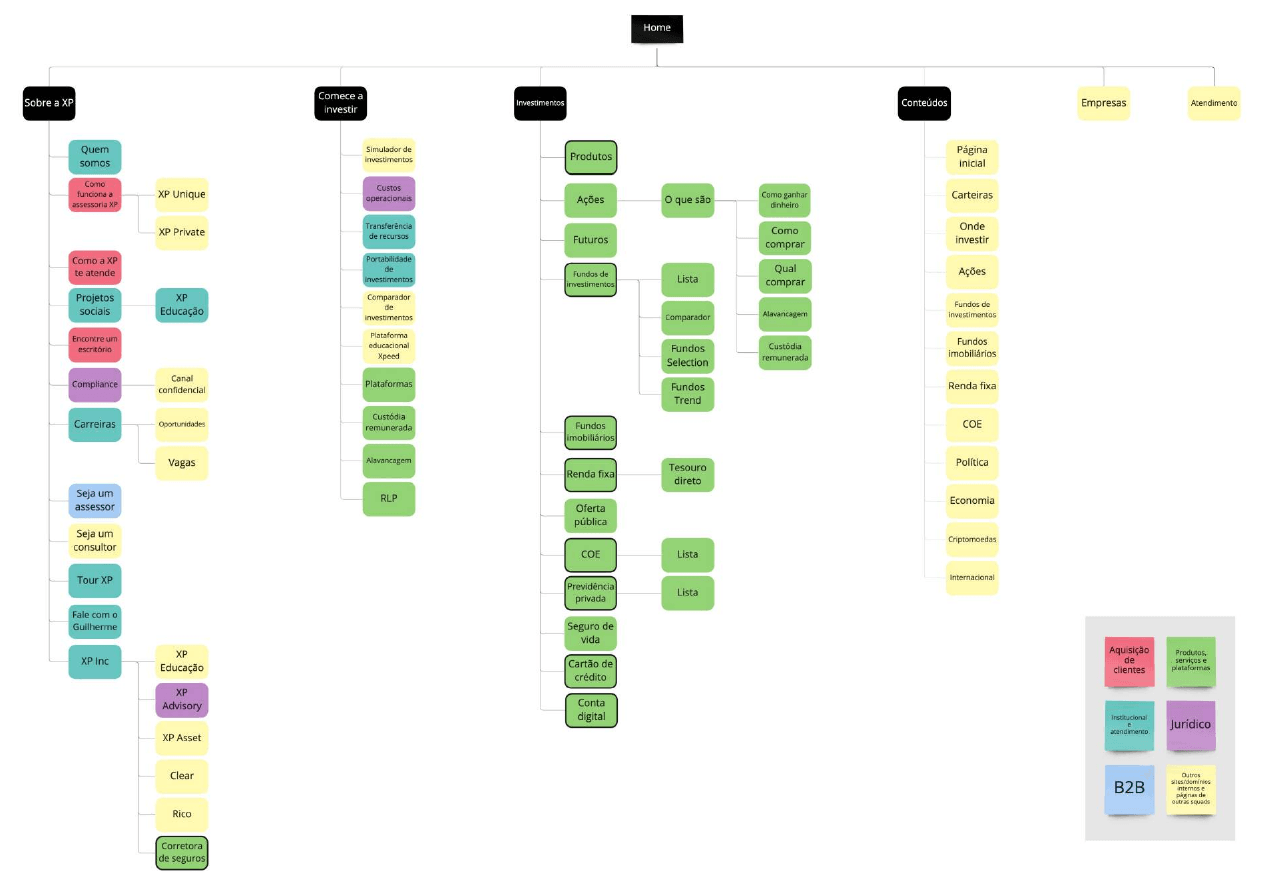 Home
Sobre a XP
Comece a
investir
Investimentos
Conteúdos
Empresas
Atendimento
Quem
somos
Como
funciona a
assessoria XP
XP Unique
XP Private
Como a XP
te atende
Projetos
sociais
XP
Educação
Encontre um
escritório
Compliance
Canal
confidencial
Carreiras
Oportunidades
Vagas
Seja um
assessor
Seja um
consultor
Tour XP
Fale com o
Guilherme
XP Inc
XP
Educação
XP
Advisory
XP Asset
Clear
Rico
Corretora
de seguros
Simulador de
investimentos
Custos
operacionais
Transferência
de recursos
Portabilidade
de
investimentos
Comparador
de
investimentos
Plataforma
educacional
Xpeed
Plataformas
Custódia
remunerada
Alavancagem
RLP
Produtos
Ações
O que são
Como ganhar
dinheiro
Como
comprar
Qual
comprar
Alavancagem
Custódia
remunerada
Futuros
Fundos de
investimentos
Lista
Comparador
Fundos
Selection
Fundos
Trend
Fundos
imobiliários
Renda fixa
Tesouro
direto
Oferta
pública
COE
Lista
Previdência
privada
Lista
Seguro de
vida
Cartão de
crédito
Conta
digital
Página
inicial
Carteiras
Onde
investir
Ações
Fundos de
investimentos
Fundos
imobiliários
Renda fixa
COE
Política
Economia
Criptomoedas
Internacional
Aquisição
de
clientes
Produtos,
serviços e
plataformas
Institucional
e
atendimento
Jurídico
B2B
Outros
sites/domínios
internos e
páginas de
outras squads